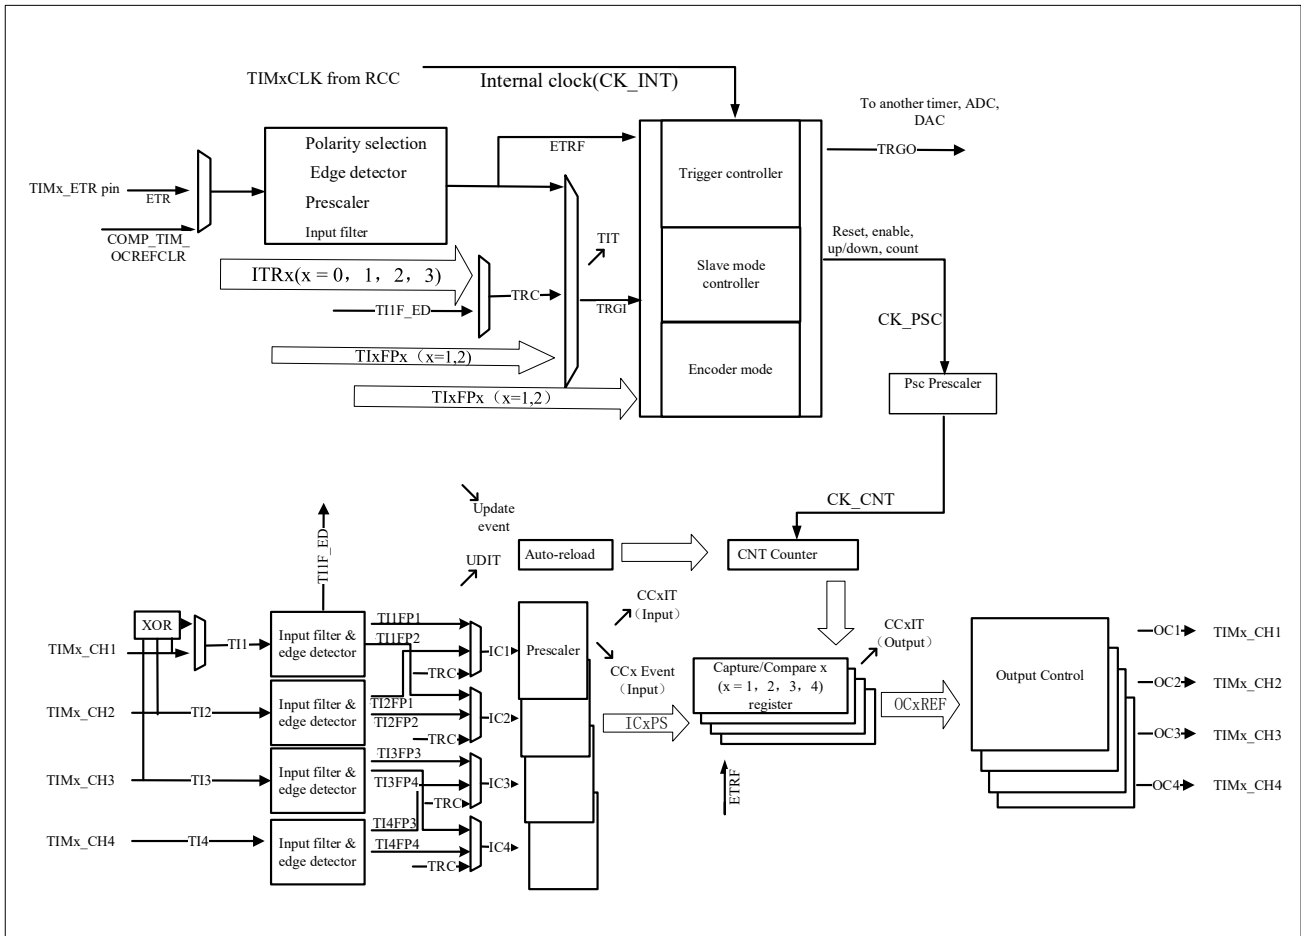 TIMxCLK from RCC
Internal clock(CK_INT)
To another timer, ADC,
DAC
TRGO
Polarity selection
Edge detector
Prescaler
Input filter
ETRF
Trigger controller
TIMx_ETR pin
ETR
COMP_TIM_
OCREFCLR
TIT
Reset, enable,
up/down, count
ITRx(x = 0，1，2，3)
Slave mode
controller
TRC
TI1F_ED
TRGI
CK_PSC
TIxFPx（x=1,2)
Encoder mode
Psc Prescaler
TIxFPx（x=1,2）
CK_CNT
Update
event
TI1F_ED
UDIT
Auto-reload
CNT Counter
CCxIT
（Input）
XOR
TIMx_CH1
TI1
Input filter &
edge detector
TI1FP1
TI1FP2
TRC
IC1
Prescaler
CCx Event
（Input）
CCxIT
（Output）
Capture/Compare x
(x = 1，2，3，4)
register
Output Control
OC1
TIMx_CH1
TIMx_CH2
TI2
Input filter &
edge detector
TI2FP1
TI2FP2
TRC
IC2
ICxPS
OCxREF
OC2
TIMx_CH2
TIMx_CH3
TI3
Input filter &
edge detector
TI3FP3
TI3FP4
TRC
IC3
ETRF
OC3
TIMx_CH3
TIMx_CH4
TI4
Input filter &
edge detector
TI4FP3
TI4FP4
TRC
IC4
OC4
TIMx_CH4